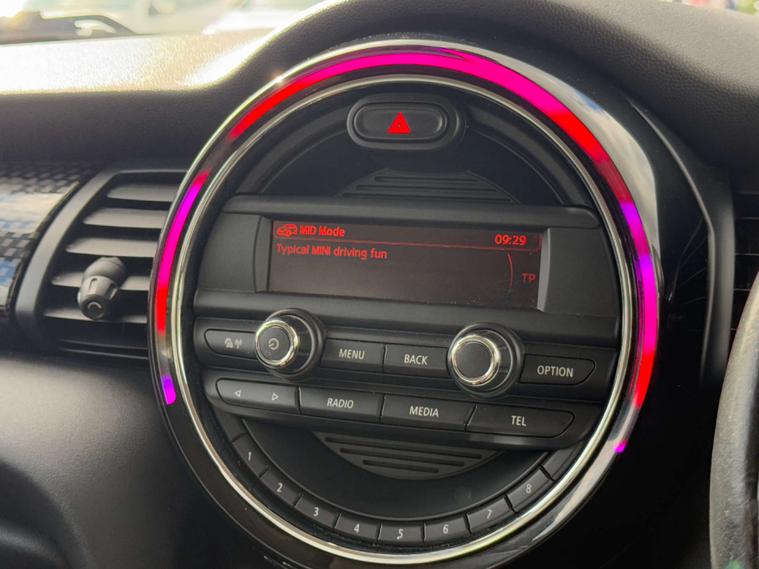 MID Mode
09:29
Typical MINI driving fun
TP
MENU
BACK
OPTION
RADIO
MEDIA
TEL
1
2
3
4
5
6
7
8